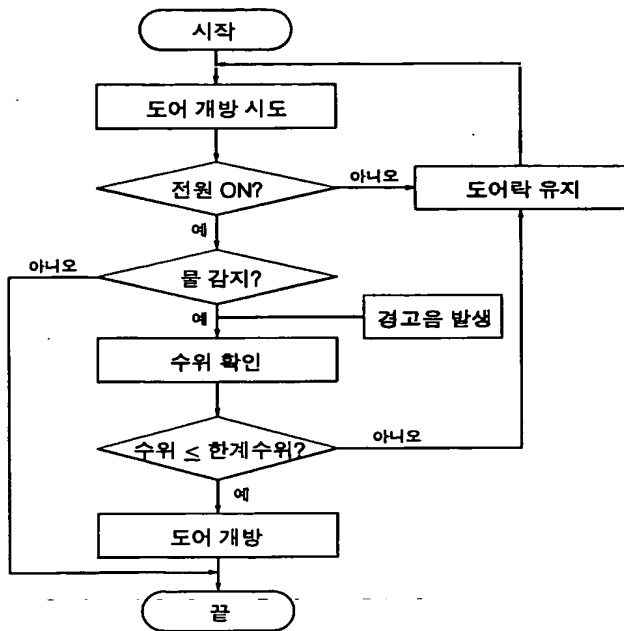 시작
도어 개방 시도
전원 ON?
아니오
도어락 유지
예
아니오
물 감지?
예
경고음 발생
수위 확인
수위 ≤ 한계수위?
아니오
예
도어 개방
끝